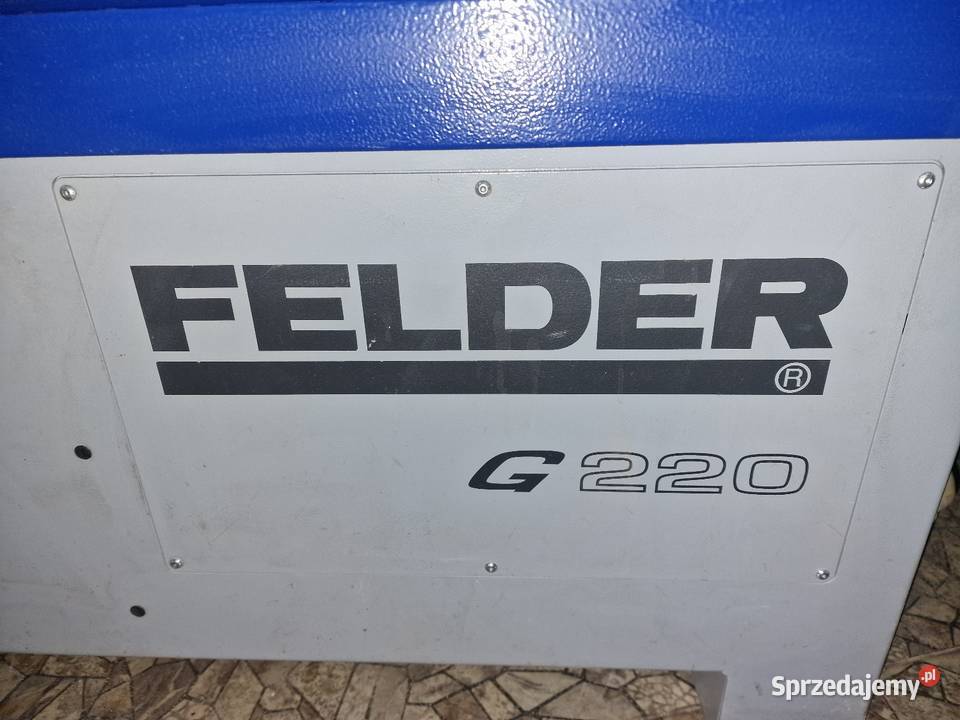 FELDER
®
G 220
Sprzedajemy.pl